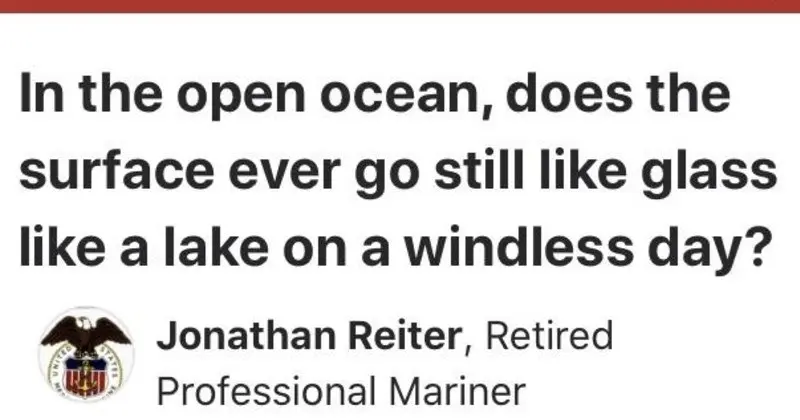 In the open ocean, does the
surface ever go still like glass
like a lake on a windless day?
Jonathan Reiter, Retired
Professional Mariner